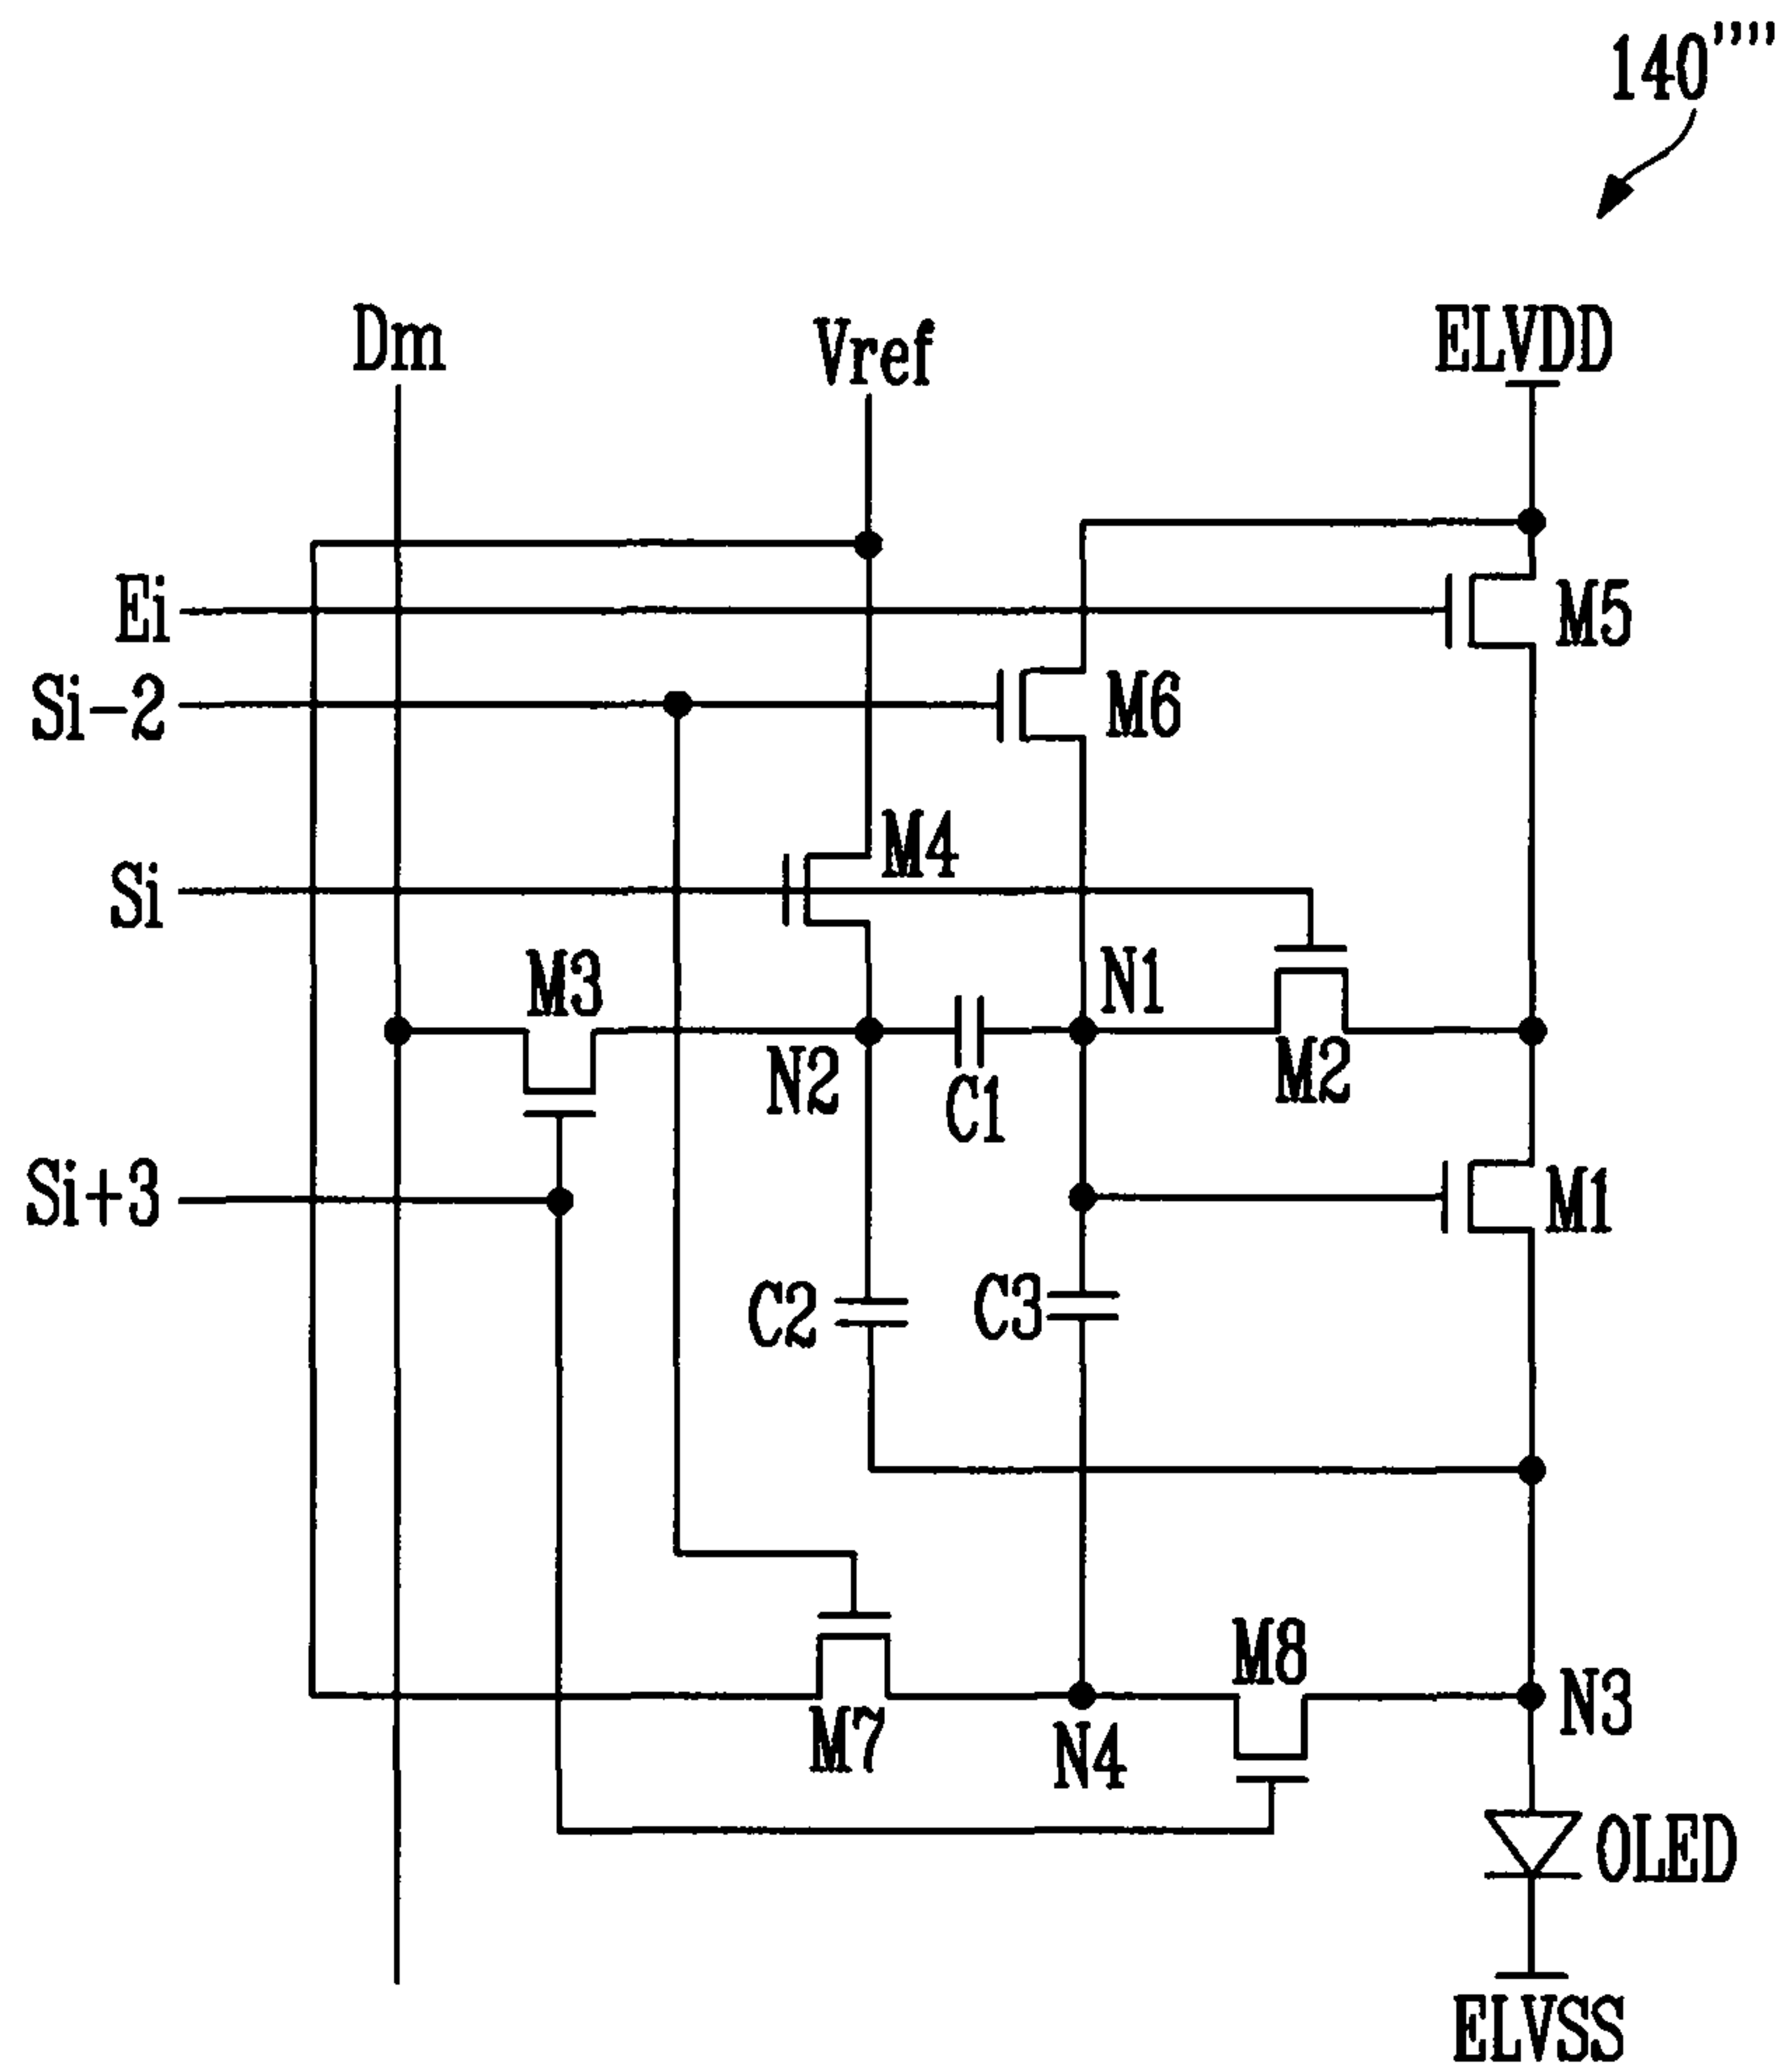 140''''
Dm
Vref
ELVDD
Ei
M5
Si-2
M6
M4
Si
M3
N1
N2
M2
C1
Si+3
M1
C2
C3
M8
N3
M7
N4
OLED
ELVSS